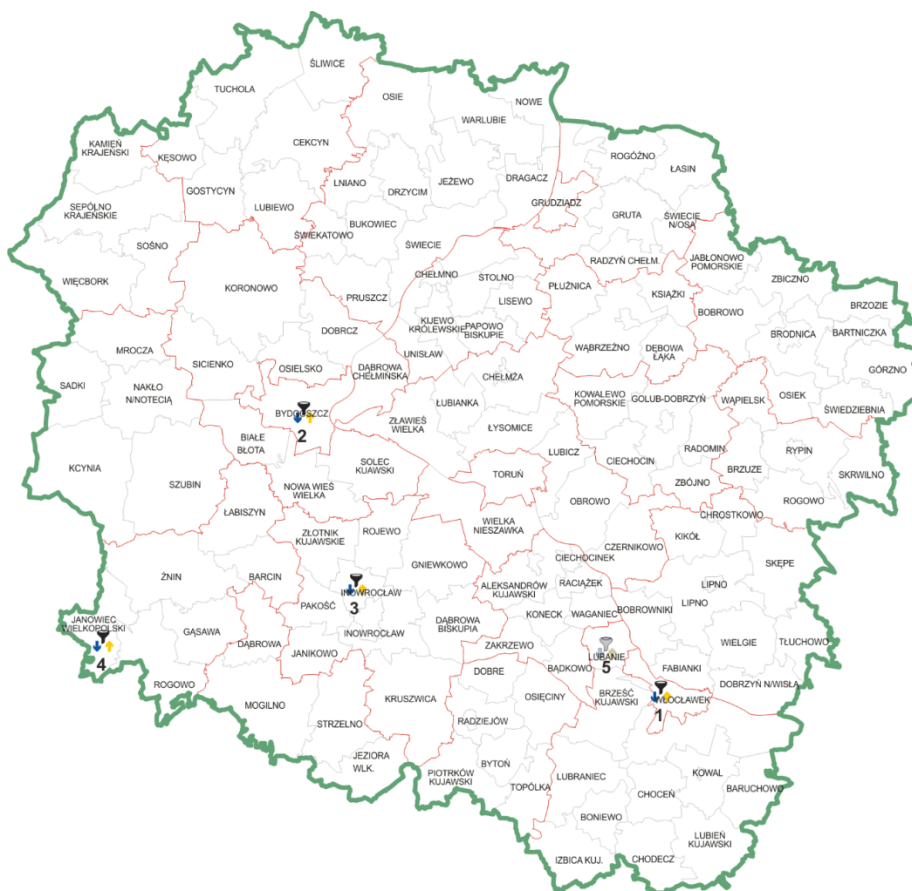 ŚLIWICE
TUCHOLA
OSIE
NOWE
WARLUBIE
KAMIEŃ
KRAJEŃSKI
KĘSOWO
CEKCYN
ROGÓŹNO
ŁASIN
LNIANO
JEŻEWO
DRAGACZ
GOSTYCYN
DRZYCIM
LUBIEWO
GRUDZIĄDZ
SEPÓLNO
KRAJEŃSKIE
GRUTA
ŚWIECIE
N/OSĄ
BUKOWIEC
ŚWIEKATOWO
SOŚNO
ŚWIECIE
RADZYŃ CHEŁM.
JABŁONOWO
POMORSKIE
WIĘCBORK
CHEŁMNO
STOLNO
PŁUŻNICA
ZBICZNO
KORONOWO
PRUSZCZ
LISEWO
KSIĄŻKI
BOBROWO
BRZOZIE
KIJEWO
KRÓLEWSKIE
PAPOWO
BISKUPIE
DOBRCZ
BRODNICA
BARTNICZKA
MROCZA
UNISŁAW
WĄBRZEŹNO
DĘBOWA
ŁĄKA
SICIENKO
OSIELSKO
DĄBROWA
CHEŁMIŃSKA
CHEŁMŻA
GÓRZNO
SADKI
NAKŁO
N/NOTECIĄ
KOWALEWO
POMORSKIE
GOLUB-DOBRZYŃ
WĄPIELSK
OSIEK
ŚWIEDZIEBNIA
BYDGOSZCZ
2
ŁUBIANKA
ZŁAWIEŚ
WIELKA
ŁYSOMICE
BIAŁE
BŁOTA
LUBICZ
RADOMIN
RYPIN
KCYNIA
SOLEC
KUJAWSKI
CIECHOCIN
BRZUZE
SKRWILNO
SZUBIN
NOWA WIEŚ
WIELKA
TORUŃ
ZBÓJNO
ROGOWO
ŁABISZYN
OBROWO
CHROSTKOWO
ZŁOTNIK
KUJAWSKIE
ROJEWO
WIELKA
NIESZAWKA
KIKÓŁ
CZERNIKOWO
CIECHOCINEK
SKĘPE
GNIEWKOWO
ŻNIN
BARCIN
INOWROCŁAW
3
ALEKSANDRÓW
KUJAWSKI
RACIĄŻEK
LIPNO
PAKOŚĆ
KONECK
WAGANIEC
BOBROWNIKI
LIPNO
JANOWIEC
WIELKOPOLSKI
4
GĄSAWA
DĄBROWA
INOWROCŁAW
DĄBROWA
BISKUPIA
ZAKRZEWO
WIELGIE
TŁUCHOWO
JANIKOWO
LUBANIE
5
ROGOWO
DOBRE
BĄDKOWO
FABIANKI
DOBRZYŃ N/WISŁĄ
MOGILNO
KRUSZWICA
OSIĘCINY
BRZEŚĆ
KUJAWSKI
WŁOCŁAWEK
1
STRZELNO
RADZIEJÓW
JEZIORA
WLK.
BYTOŃ
PIOTRKÓW
KUJAWSKI
TOPÓLKA
LUBRANIEC
KOWAL
BARUCHOWO
CHOCEŃ
BONIEWO
LUBIEŃ
KUJAWSKI
IZBICA KUJ.
CHODECZ